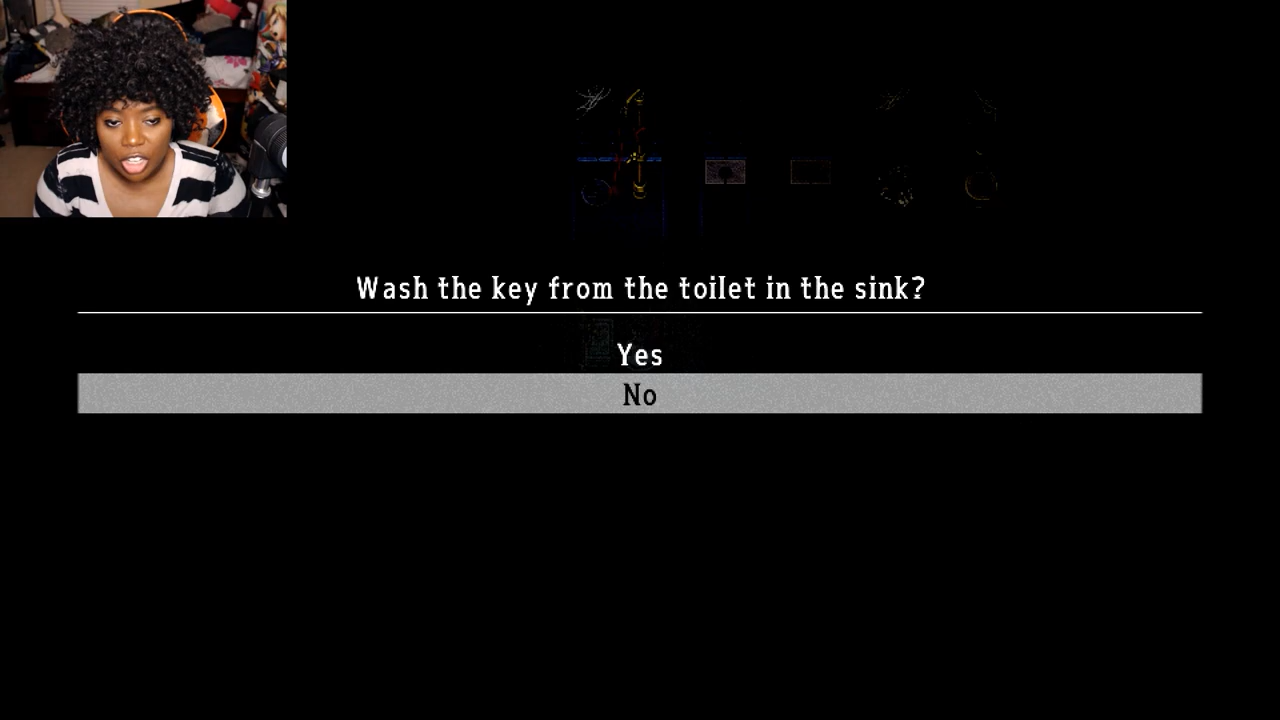 Wash the key from the toilet in the sink?
Yes
No